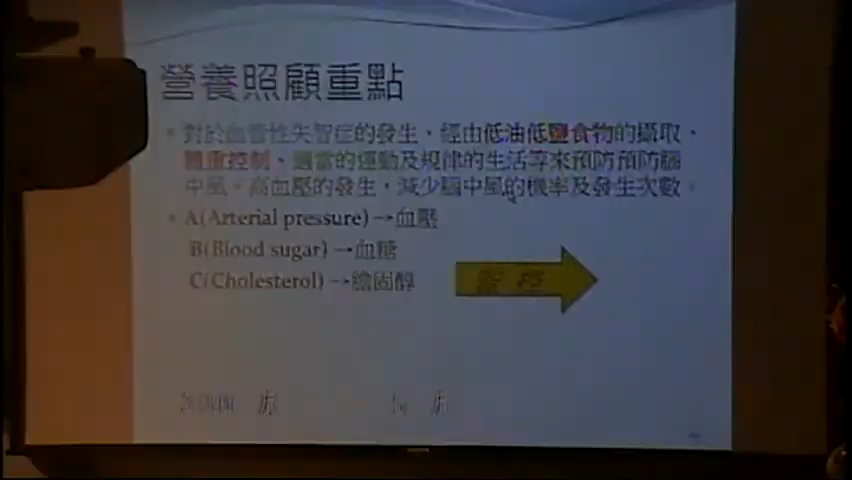 營養照顧重點
• 對於血管性失智症的發生，經由低油低鹽食物的攝取、
體重控制、適當的運動及規律的生活等來預防預防腦
中風、高血壓的發生，減少腦中風的機率及發生次數。
• A(Arterial pressure)→血壓
B(Blood sugar)→血糖
C(Cholesterol)→膽固醇